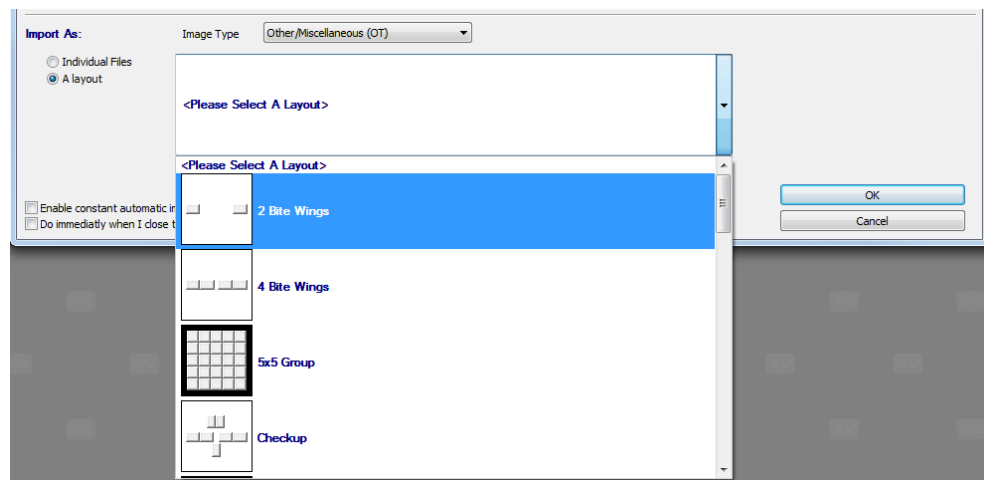 Import As:
Image Type
Other/Miscellaneous (OT)
Individual Files
A layout
<Please Select A Layout>
<Please Select A Layout>
2 Bite Wings
4 Bite Wings
5x5 Group
Checkup
Enable constant automatic
Do immediatly when I close
OK
Cancel